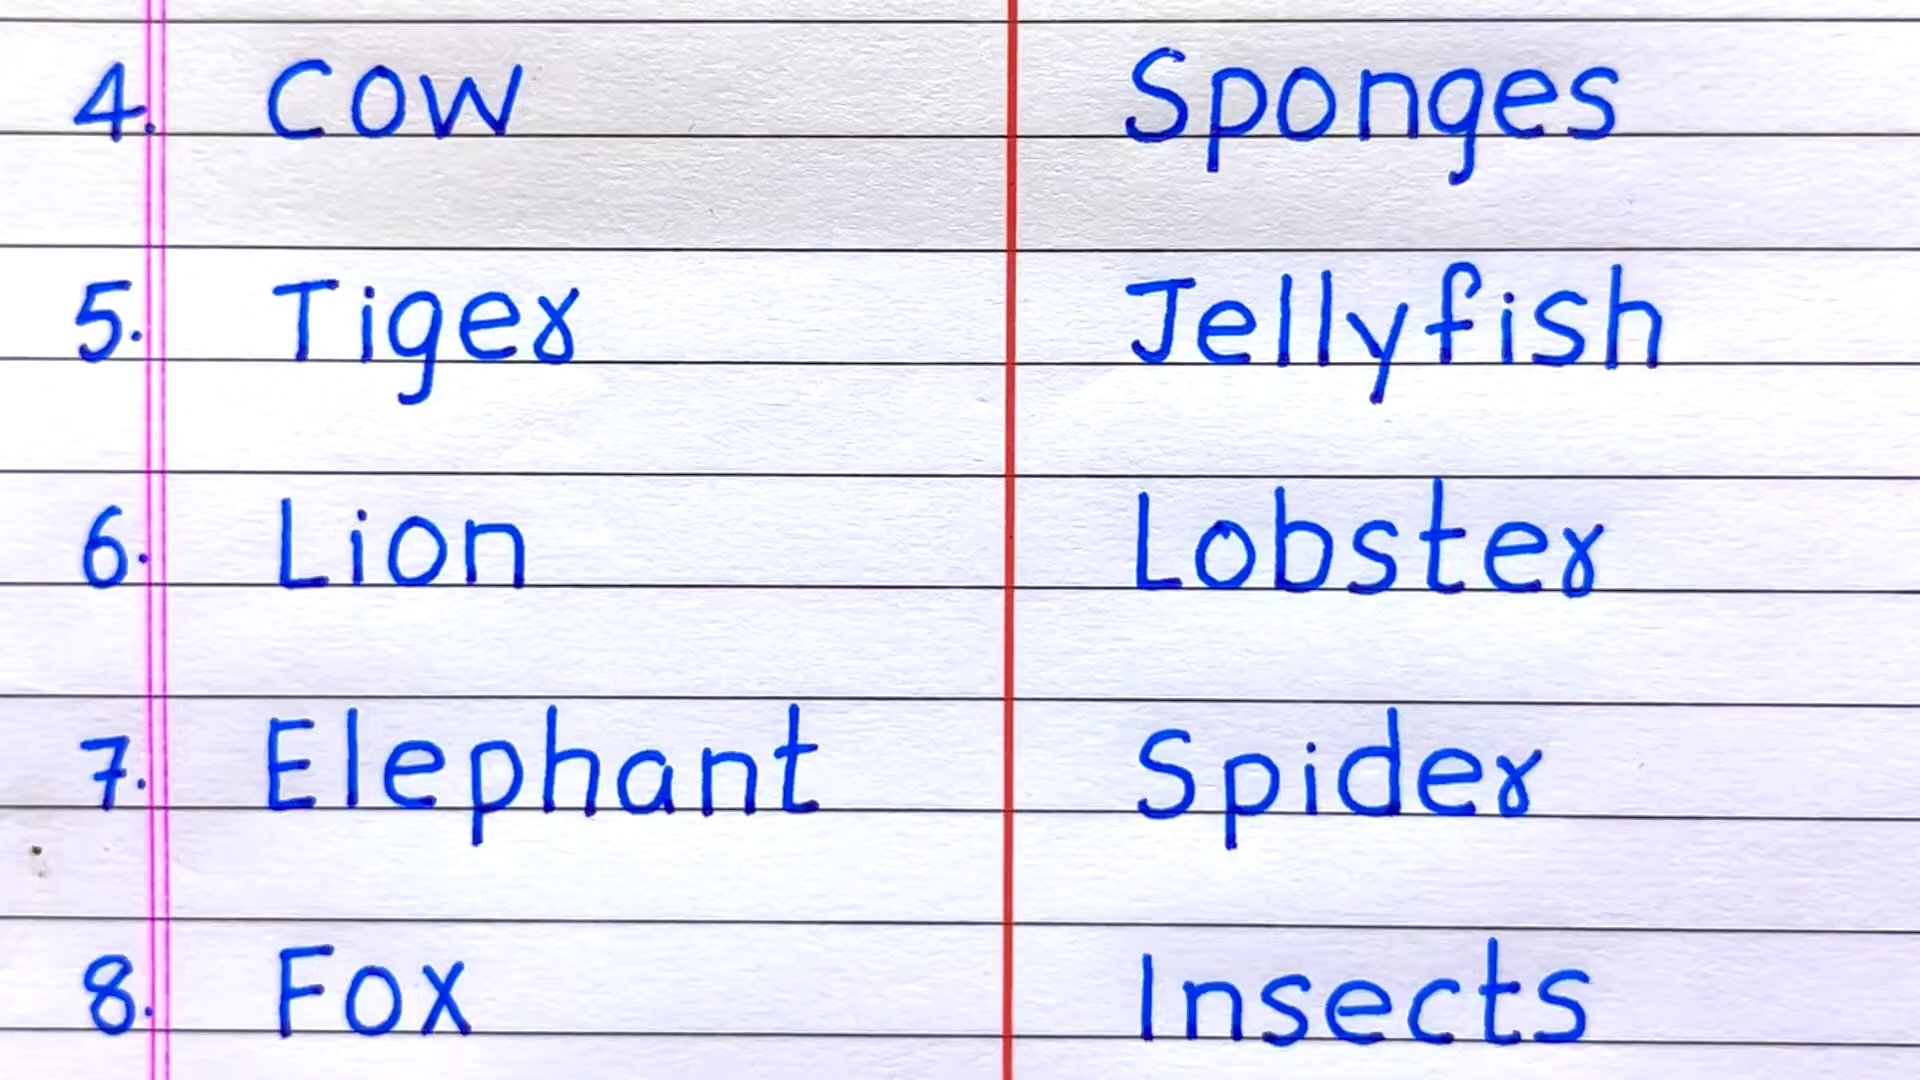 4. Cow Sponges
5. Tiger Jellyfish
6. Lion Lobster
7. Elephant Spider
8. Fox Insects